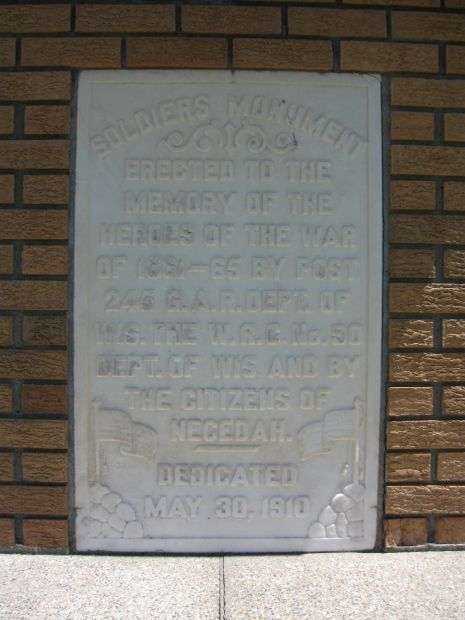 SOLDIERS MONUMENT
ERECTED TO THE
MEMORY OF THE
HEROES OF THE WAR
OF 1861-65 BY POST
245 G.A.R. DEPT. OF
WIS. THE W.R.C. No. 50
DEPT. OF WIS. AND BY
THE CITIZENS OF
NECEDAH.
DEDICATED
MAY 30, 1910